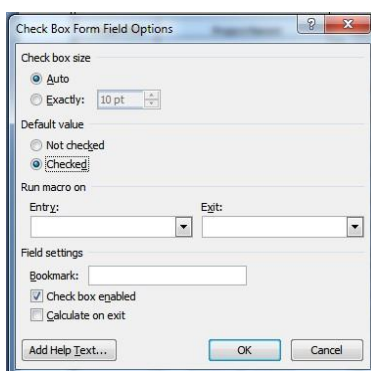 Check Box Form Field Options
Check box size
Auto
Exactly: 10 pt
Default value
Not checked
Checked
Run macro on
Entry: Exit:
Field settings
Bookmark:
Check box enabled
Calculate on exit
Add Help Text... OK Cancel